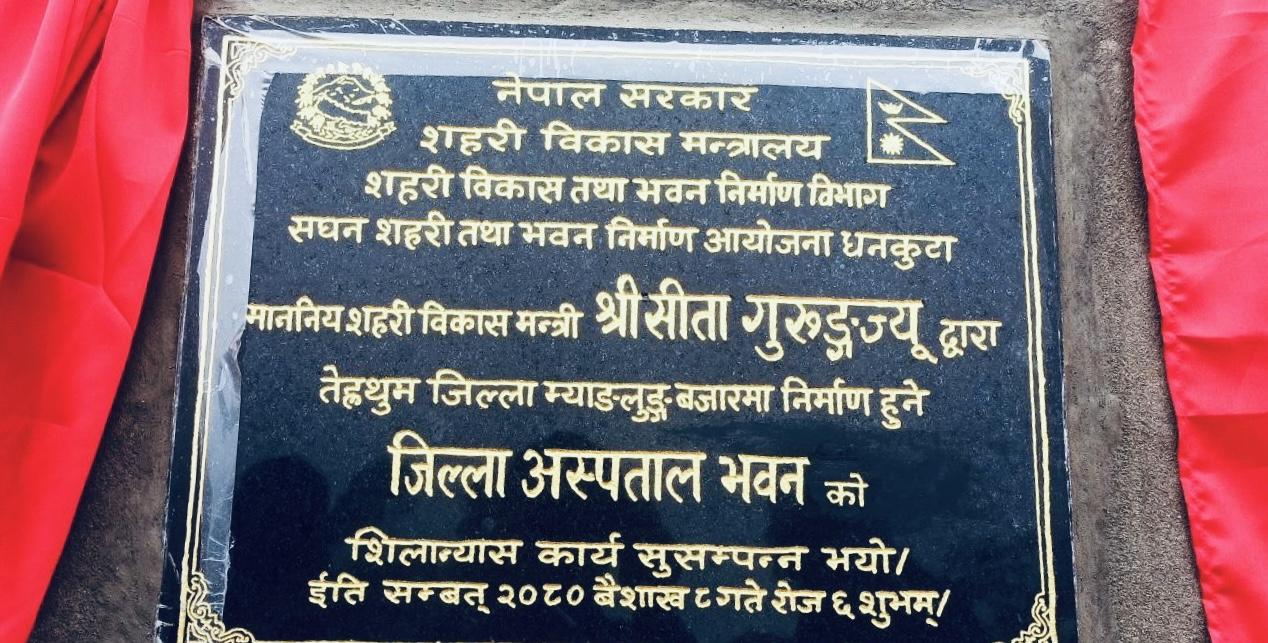 नेपाल सरकार
शहरी विकास मन्त्रालय
शहरी विकास तथा भवन निर्माण विभाग
सघन शहरी तथा भवन निर्माण आयोजना धनकुटा
माननिय शहरी विकास मन्त्री श्री सीता गुरूङ्गज्यू द्वारा
तेह्रथुम जिल्ला म्याङलुङ्ग बजारमा निर्माण हुने
जिल्ला अस्पताल भवन को
शिलान्यास कार्य सुसम्पन्न भयो/
ईति सम्बत् २०८० बैशाख ८ गते रोज ६ शुभम्/